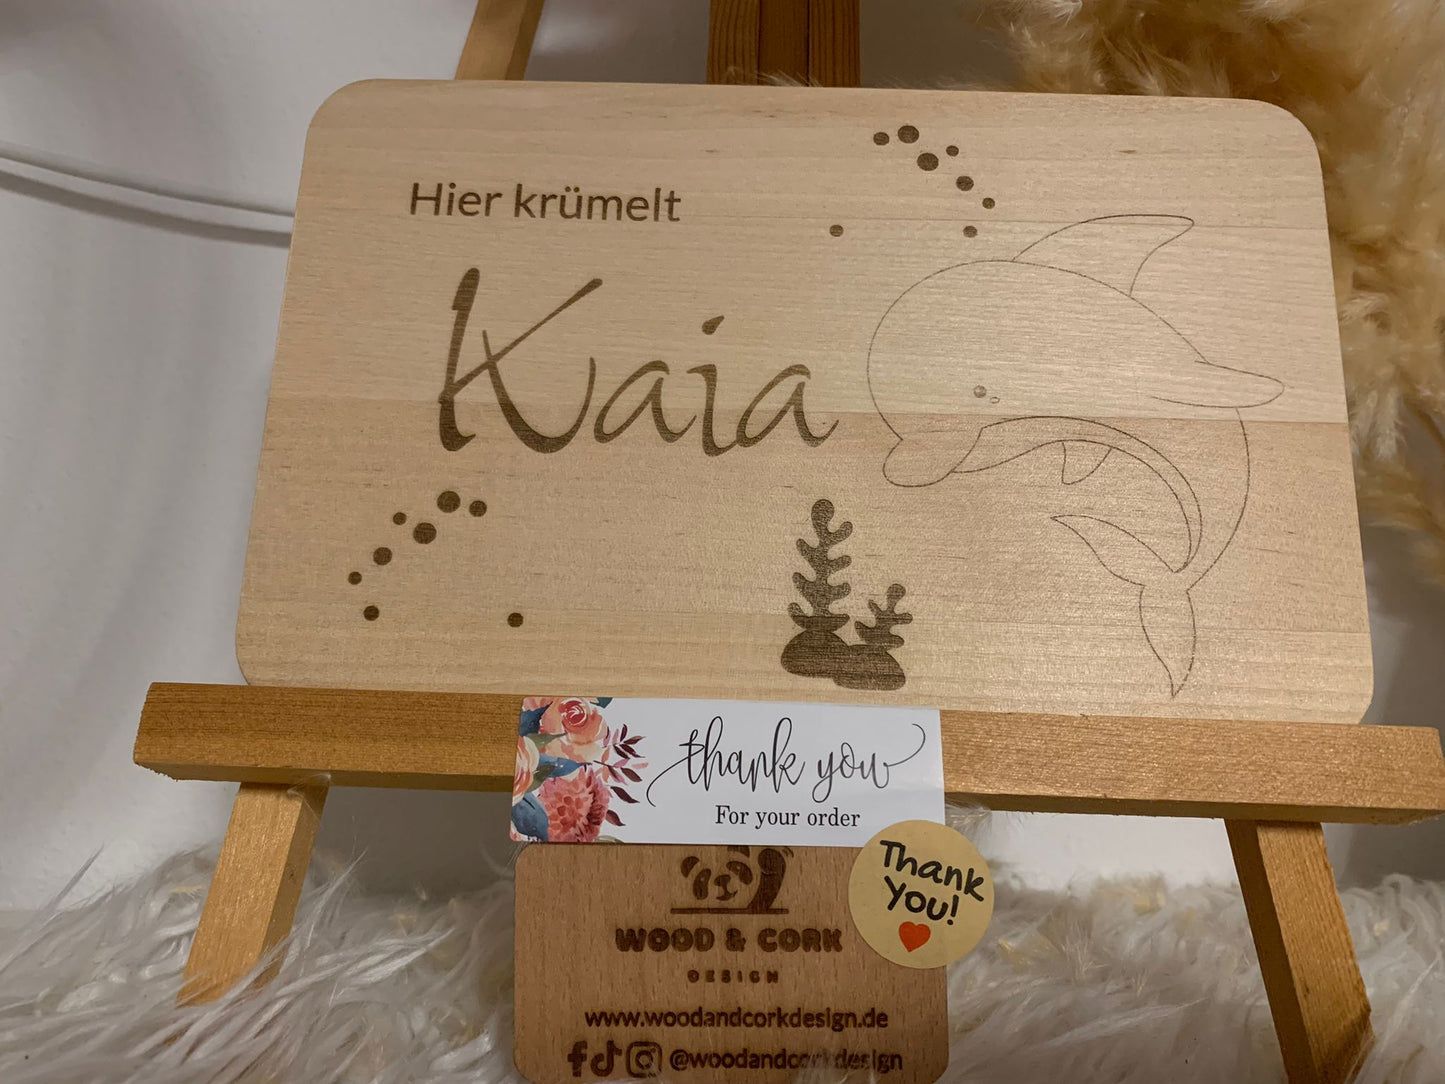 Hier krümelt
Kaia
thank you
For your order
Thank
You!
WOOD & CORK
DESIGN
www.woodandcorkdesign.de
@woodandcorkdesign